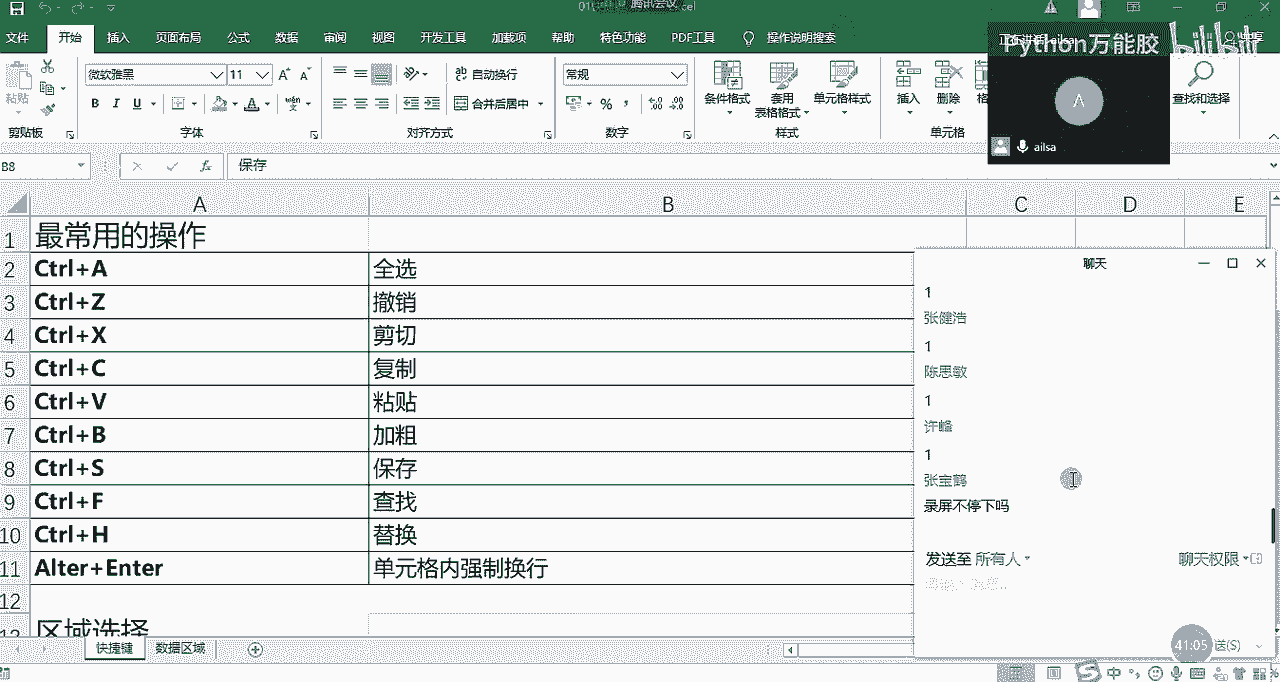 腾讯会议
文件 开始 插入 页面布局 公式 数据 审阅 视图 开发工具 加载项 帮助 特色功能 PDF工具 操作说明搜索
Python万能胶 bilibili
粘贴 微软雅黑 11 自动换行 常规 条件格式 套用 单元格样式 插入 删除 查找和选择
B I U 合并后居中 % 表格格式
剪贴板 字体 对齐方式 数字 样式 单元格
A
ailsa
B8 fx 保存
A B C D E
1 最常用的操作
2 Ctrl+A 全选
3 Ctrl+Z 撤销
4 Ctrl+X 剪切
5 Ctrl+C 复制
6 Ctrl+V 粘贴
7 Ctrl+B 加粗
8 Ctrl+S 保存
9 Ctrl+F 查找
10 Ctrl+H 替换
11 Alter+Enter 单元格内强制换行
12
区域选择
快捷键 数据区域
聊天
1
张健浩
1
陈思敏
1
许峰
1
张宝鹤
录屏不停下吗
发送至 所有人 聊天权限
41:05 送(S)
中